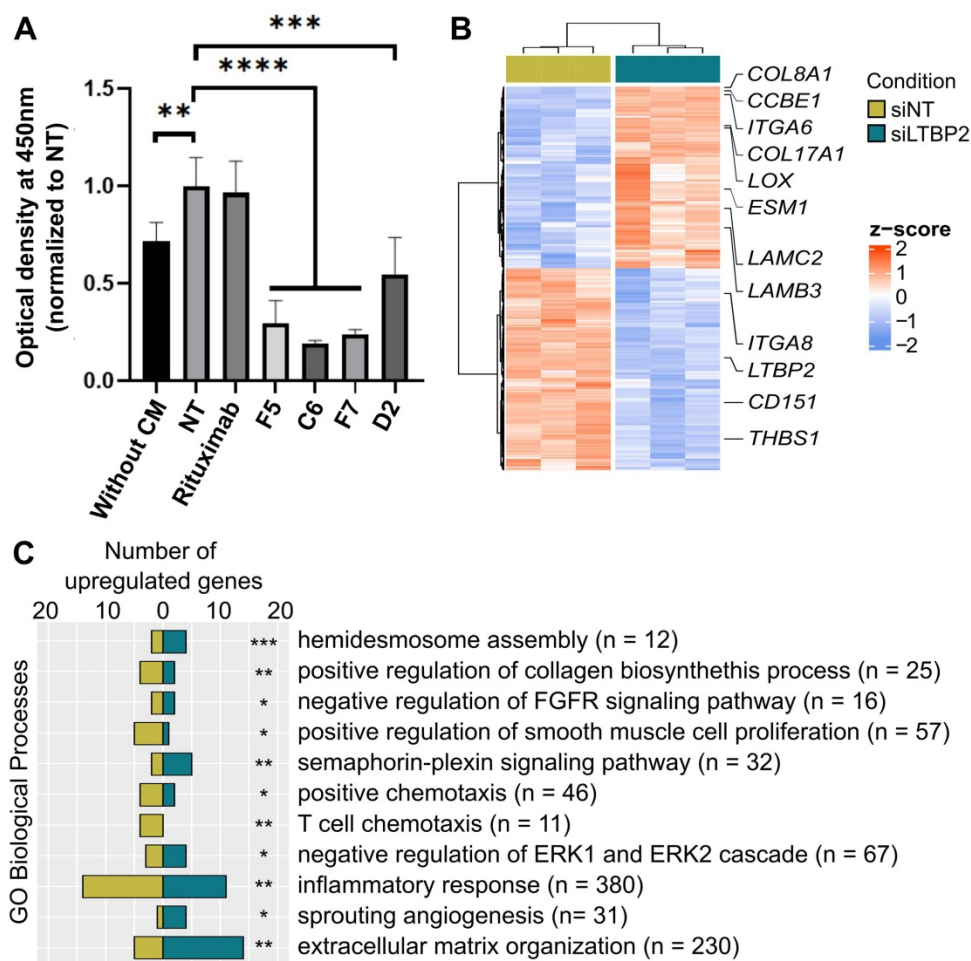 A
***
****
**
Optical density at 450nm
(normalized to NT)
1.5
1.0
0.5
0.0
Without CM
NT
Rituximab
F5
C6
F7
D2
B
COL8A1
CCBE1
ITGA6
COL17A1
LOX
ESM1
LAMC2
LAMB3
ITGA8
LTBP2
CD151
THBS1
Condition
siNT
siLTBP2
z−score
2
1
0
−1
−2
C
Number of
upregulated genes
20 10 0 10 20
GO Biological Processes
*** hemidesmosome assembly (n = 12)
** positive regulation of collagen biosynthethis process (n = 25)
* negative regulation of FGFR signaling pathway (n = 16)
* positive regulation of smooth muscle cell proliferation (n = 57)
** semaphorin-plexin signaling pathway (n = 32)
* positive chemotaxis (n = 46)
** T cell chemotaxis (n = 11)
* negative regulation of ERK1 and ERK2 cascade (n = 67)
** inflammatory response (n = 380)
* sprouting angiogenesis (n= 31)
** extracellular matrix organization (n = 230)